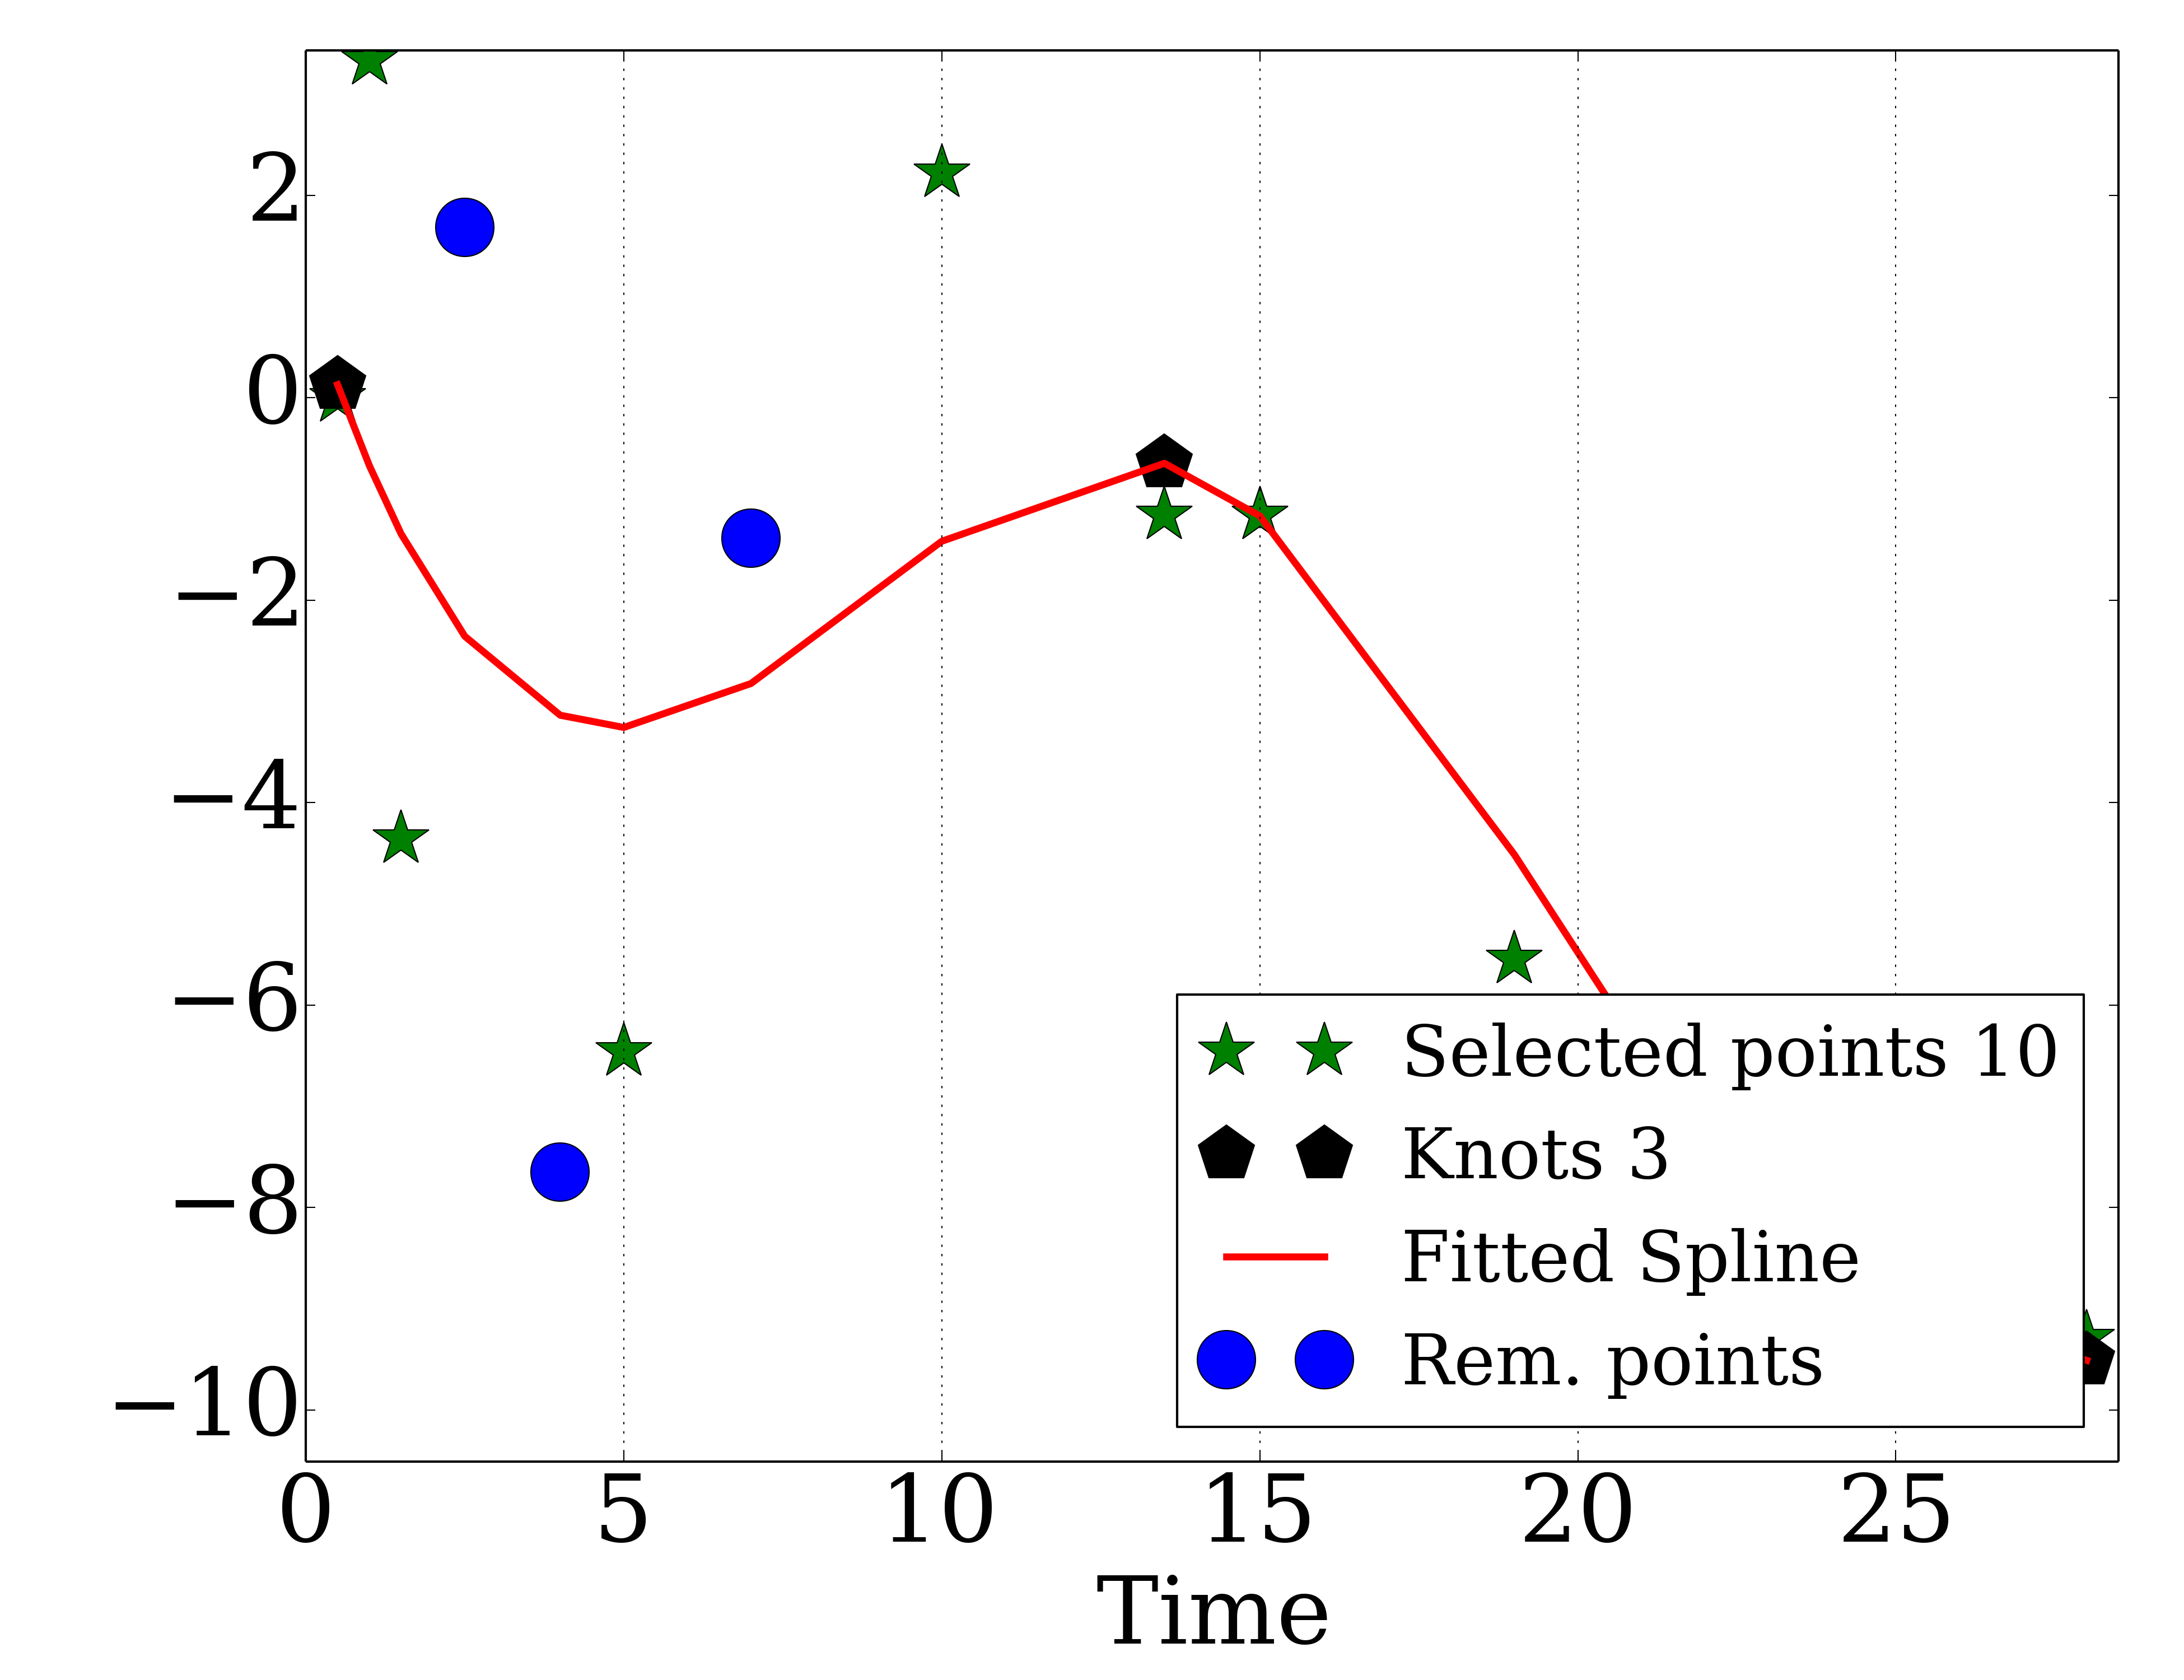 2
0
−2
−4
−6
−8
−10
Selected points 10
Knots 3
Fitted Spline
Rem. points
0 5 10 15 20 25
Time